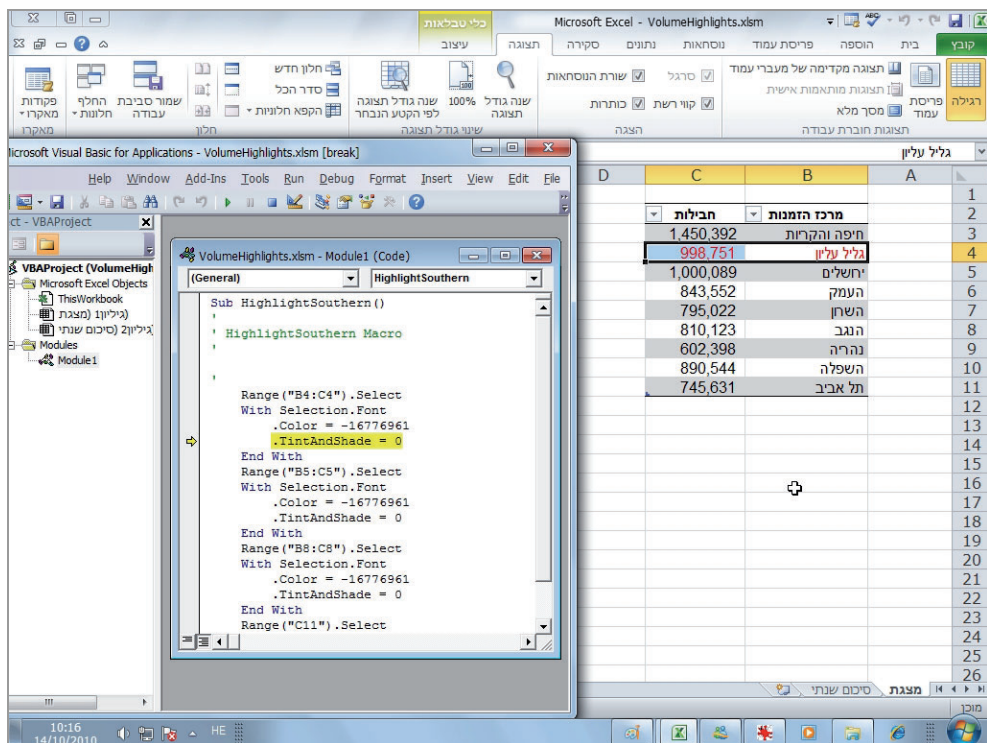 Microsoft Excel - VolumeHighlights.xlsm
כלי טבלאות
קובץ
בית
הוספה
פריסת עמוד
נוסחאות
נתונים
סקירה
תצוגה
עיצוב
רגילה
פריסת עמוד
תצוגה מקדימה של מעברי עמוד
תצוגות מותאמות אישית
מסך מלא
תצוגות חוברת עבודה
סרגל
שורת הנוסחאות
קווי רשת
כותרות
הצגה
שנה גודל תצוגה
100%
שנה גודל תצוגה לפי הקטע הנבחר
שינוי גודל תצוגה
חלון חדש
סדר הכל
הקפא חלוניות
שמור סביבת עבודה
החלף חלונות
חלון
פקודות מאקרו
מאקרו
גליל עליון
A B C D
1
2 מרכז הזמנות חבילות
3 חיפה והקריות 1,450,392
4 גליל עליון 998,751
5 ירושלים 1,000,089
6 העמק 843,552
7 השרון 795,022
8 הנגב 810,123
9 נהריה 602,398
10 השפלה 890,544
11 תל אביב 745,631
12
13
14
15
16
17
18
19
20
21
22
23
24
25
26
מצגת
סיכום שנתי
מוכן
licrosoft Visual Basic for Applications - VolumeHighlights.xlsm [break]
Help Window Add-Ins Tools Run Debug Format Insert View Edit File
ct - VBAProject
VBAProject (VolumeHigh
Microsoft Excel Objects
ThisWorkbook
גיליון1 (מצגת)
גיליון2 (סיכום שנתי
Modules
Module1
VolumeHighlights.xlsm - Module1 (Code)
(General)
HighlightSouthern
Sub HighlightSouthern()
'
' HighlightSouthern Macro
'
'
Range("B4:C4").Select
With Selection.Font
.Color = -16776961
.TintAndShade = 0
End With
Range("B5:C5").Select
With Selection.Font
.Color = -16776961
.TintAndShade = 0
End With
Range("B8:C8").Select
With Selection.Font
.Color = -16776961
.TintAndShade = 0
End With
Range("C11").Select
HE
10:16
14/10/2010